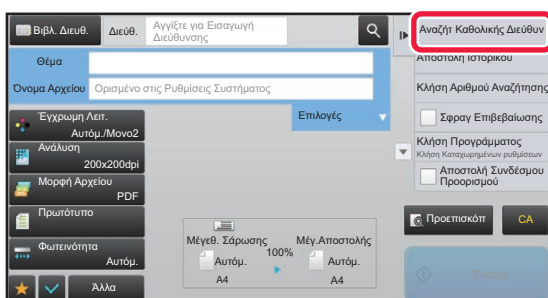 Βιβλ. Διευθ.
Διεύθ.
Αγγίξτε για Εισαγωγή
Διεύθυνσης
Θέμα
Όνομα Αρχείου
Ορισμένο στις Ρυθμίσεις Συστήματος
Επιλογές
Έγχρωμη Λειτ.
Αυτόμ./Μονο2
Ανάλυση
200x200dpi
Μορφή Αρχείου
PDF
Πρωτότυπο
Φωτεινότητα
Αυτόμ.
Άλλα
Μέγεθ. Σάρωσης
100%
Μέγ.Αποστολής
Αυτόμ.
A4
Αυτόμ.
A4
Αναζήτ Καθολικής Διεύθυν
Αποστολή Ιστορικού
Κλήση Αριθμού Αναζήτησης
Σφραγ Επιβεβαίωσης
Κλήση Προγράμματος
Κλήση Καταχωρημένων ρυθμίσεων
Αποστολή Συνδέσμου
Προορισμού
Προεπισκόπ
CA
Έναρξη